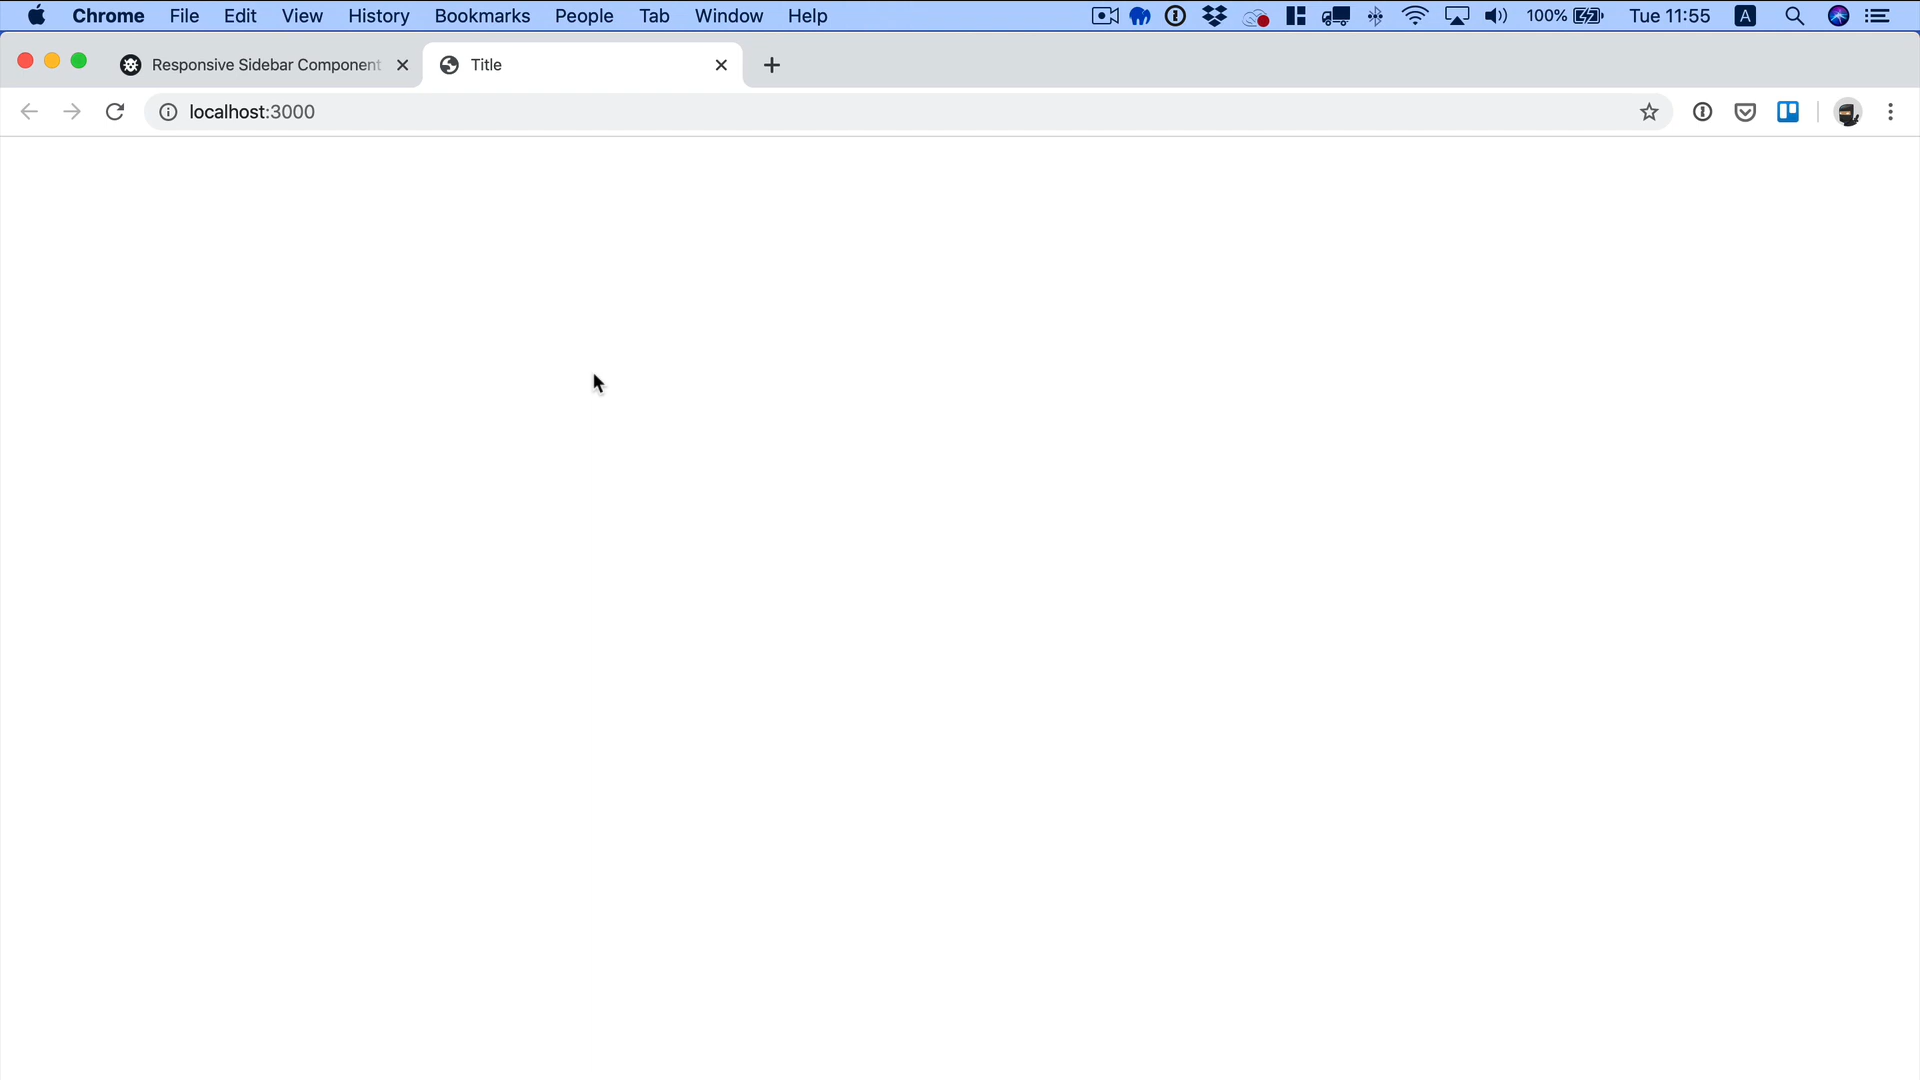 Chrome File Edit View History Bookmarks People Tab Window Help 100% Tue 11:55 A
Responsive Sidebar Component Title
localhost:3000